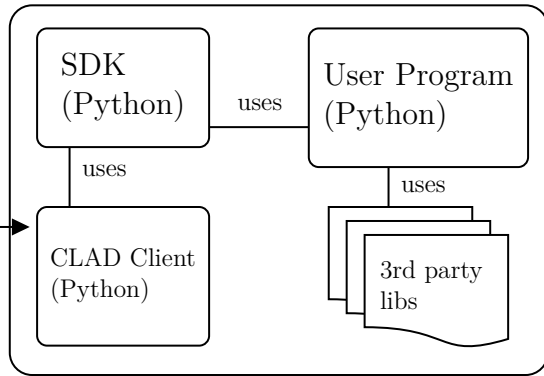 SDK
(Python)
uses
User Program
(Python)
uses
uses
CLAD Client
(Python)
3rd party
libs